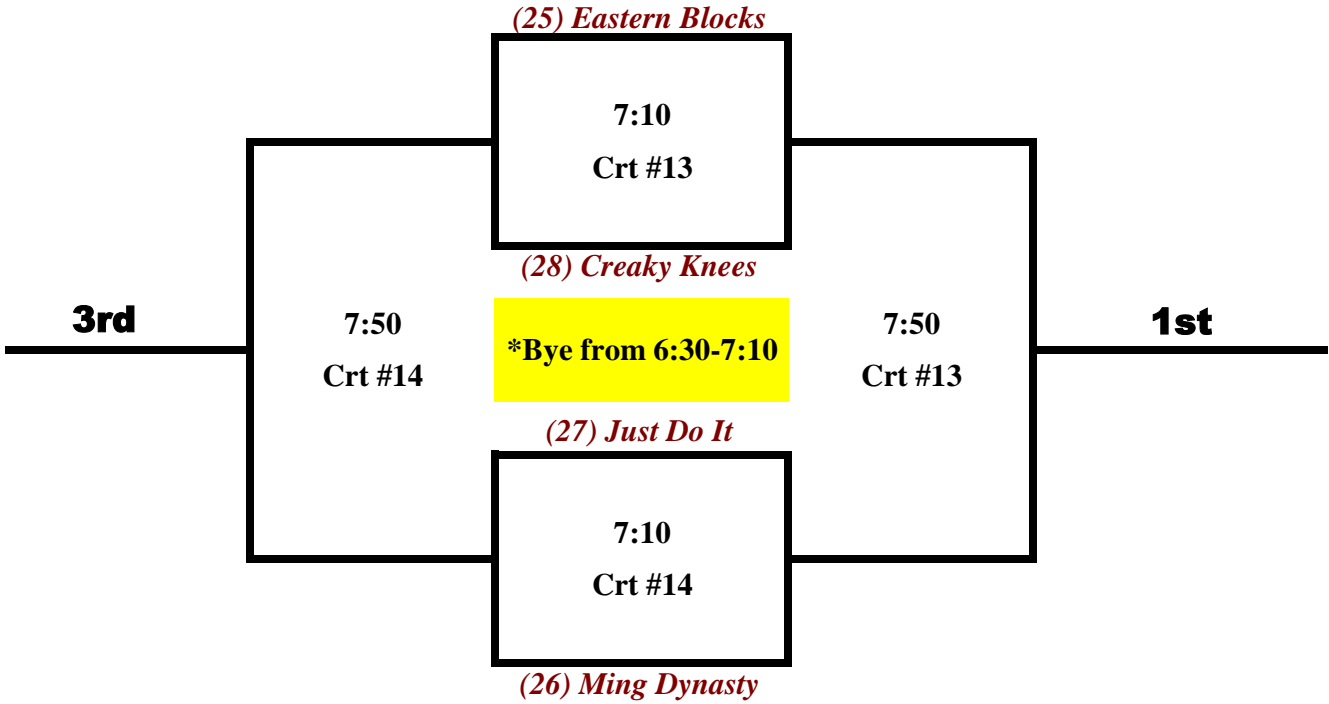 (25) Eastern Blocks
7:10
Crt #13
(28) Creaky Knees
3rd
7:50
Crt #14
*Bye from 6:30-7:10
7:50
Crt #13
1st
(27) Just Do It
7:10
Crt #14
(26) Ming Dynasty